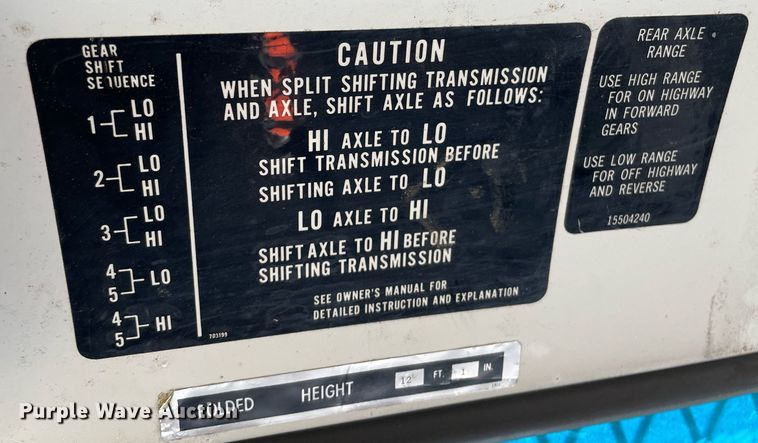 GEAR
SHIFT
SEQUENCE
1 LO
HI
2 LO
HI
3 LO
HI
4
5 LO
4
5 HI
CAUTION
WHEN SPLIT SHIFTING TRANSMISSION
AND AXLE, SHIFT AXLE AS FOLLOWS:
HI AXLE TO LO
SHIFT TRANSMISSION BEFORE
SHIFTING AXLE TO LO
LO AXLE TO HI
SHIFT AXLE TO HI BEFORE
SHIFTING TRANSMISSION
SEE OWNER'S MANUAL FOR
DETAILED INSTRUCTION AND EXPLANATION
703199
REAR AXLE
RANGE
USE HIGH RANGE
FOR ON HIGHWAY
IN FORWARD
GEARS
USE LOW RANGE
FOR OFF HIGHWAY
AND REVERSE
15504240
FOLDED HEIGHT 12 FT. 1 IN.
Purple Wave Auction